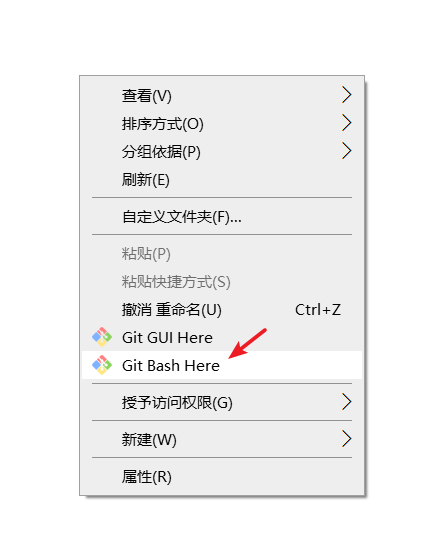 查看(V)
排序方式(O)
分组依据(P)
刷新(E)
自定义文件夹(F)...
粘贴(P)
粘贴快捷方式(S)
撤消 重命名(U) Ctrl+Z
Git GUI Here
Git Bash Here
授予访问权限(G)
新建(W)
属性(R)